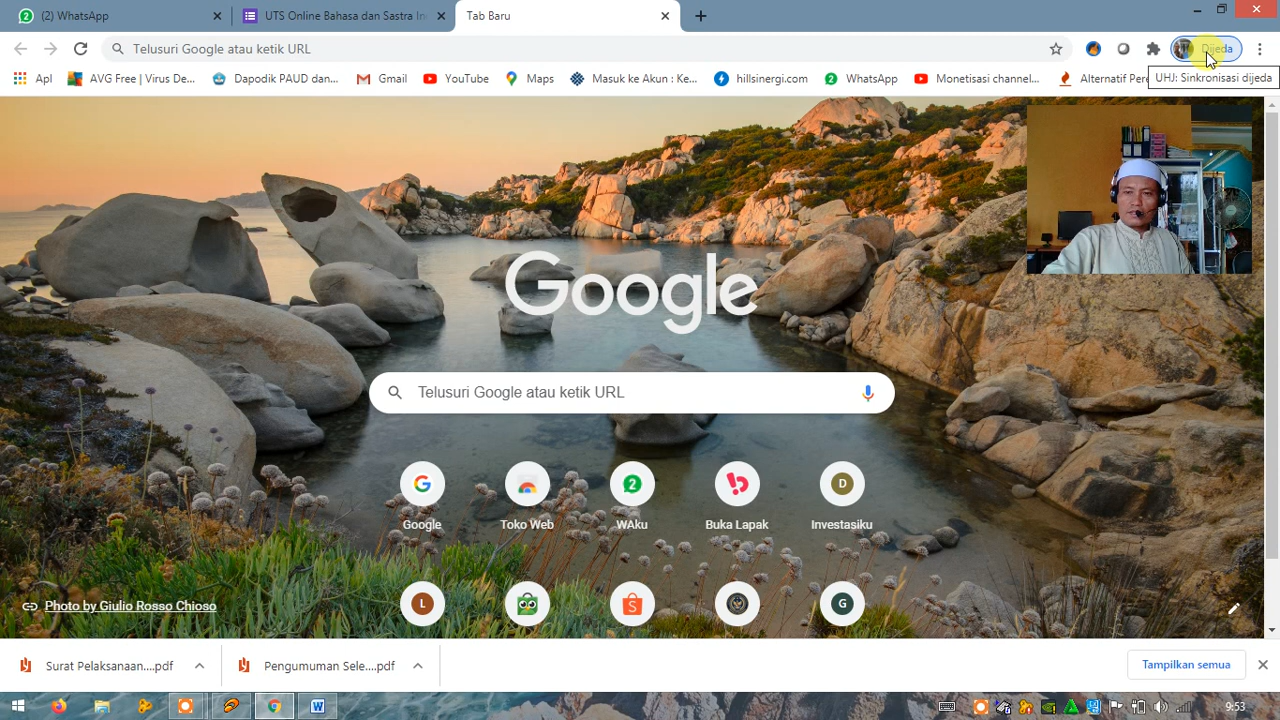 (2) WhatsApp
UTS Online Bahasa dan Sastra In
Tab Baru
Telusuri Google atau ketik URL
Dijeda
Apl
AVG Free | Virus De...
Dapodik PAUD dan...
Gmail
YouTube
Maps
Masuk ke Akun : Ke...
hillsinergi.com
WhatsApp
Monetisasi channel...
Alternatif Per
UHJ: Sinkronisasi dijeda
Google
Telusuri Google atau ketik URL
Google
Toko Web
WAku
Buka Lapak
D
Investasiku
L
G
Photo by Giulio Rosso Chioso
Surat Pelaksanaan....pdf
Pengumuman Sele....pdf
Tampilkan semua
9:53